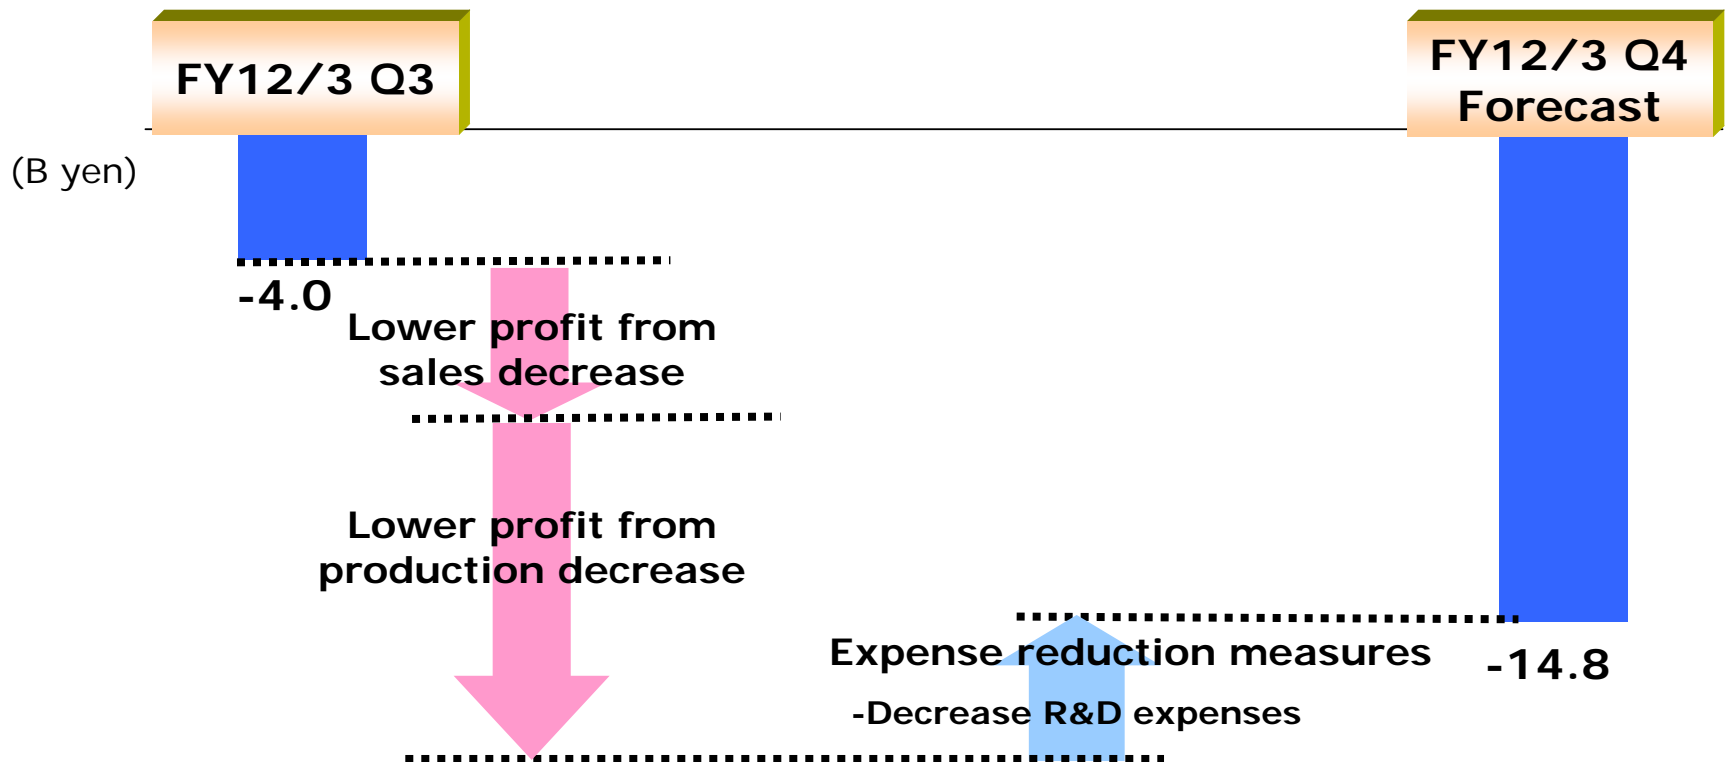 FY12/3 Q3
FY12/3 Q4
Forecast
(B yen)
-4.0
Lower profit from
sales decrease
Lower profit from
production decrease
Expense reduction measures
-Decrease R&D expenses
-14.8